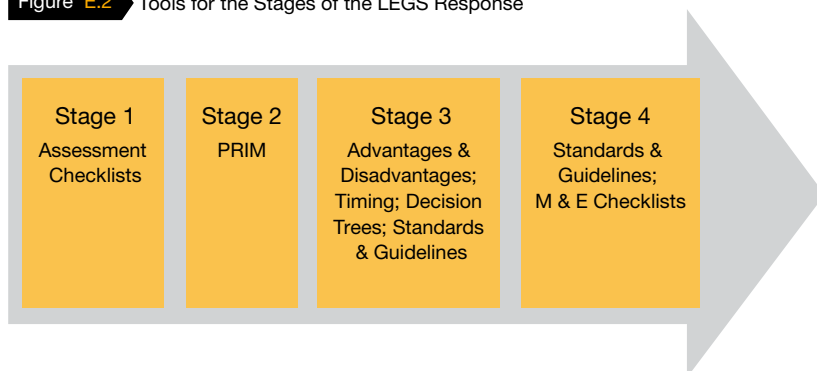 Figure E.2 Tools for the Stages of the LEGS Response
Stage 1
Assessment
Checklists
Stage 2
PRIM
Stage 3
Advantages &
Disadvantages;
Timing; Decision
Trees; Standards
& Guidelines
Stage 4
Standards &
Guidelines;
M & E Checklists